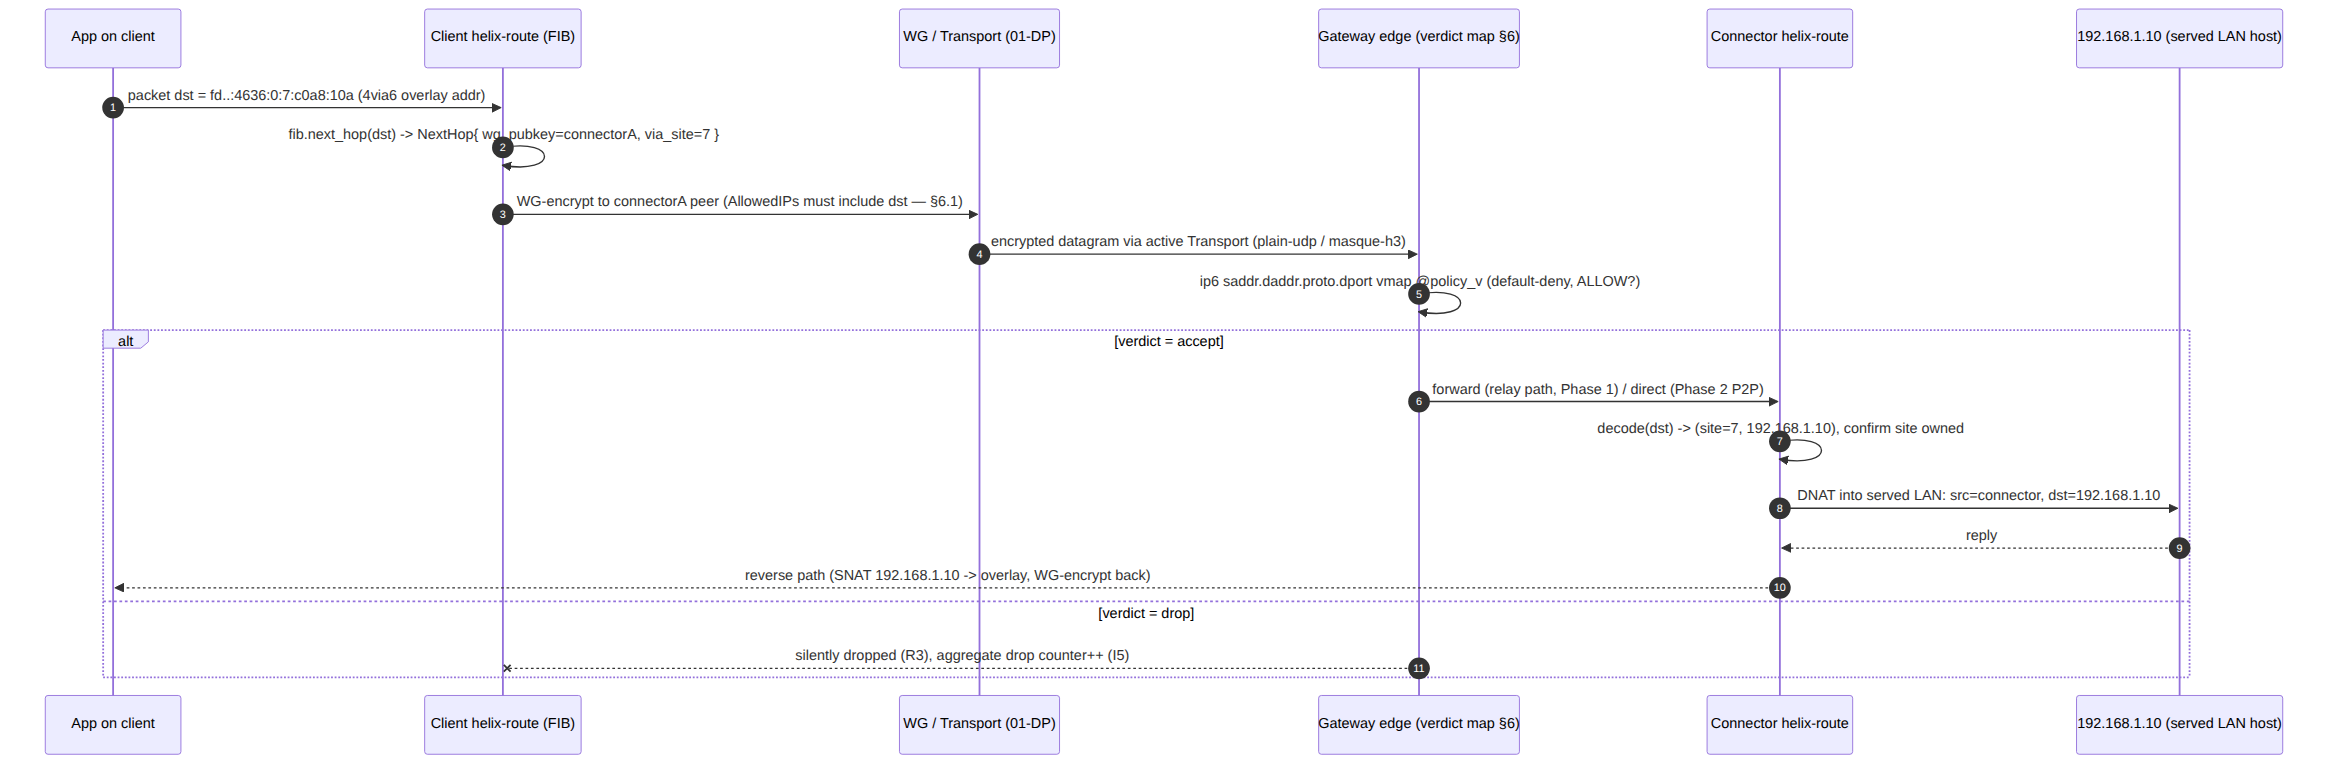 App on client
Client helix-route (FIB)
WG / Transport (01-DP)
Gateway edge (verdict map §6)
Connector helix-route
192.168.1.10 (served LAN host)
packet dst = fd..:4636:0:7:c0a8:10a (4via6 overlay addr)
1
fib.next_hop(dst) -> NextHop{ wg_pubkey=connectorA, via_site=7 }
2
WG-encrypt to connectorA peer (AllowedIPs must include dst — §6.1)
3
encrypted datagram via active Transport (plain-udp / masque-h3)
4
ip6 saddr.daddr.proto.dport vmap @policy_v (default-deny, ALLOW?)
5
alt
[verdict = accept]
forward (relay path, Phase 1) / direct (Phase 2 P2P)
6
decode(dst) -> (site=7, 192.168.1.10), confirm site owned
7
DNAT into served LAN: src=connector, dst=192.168.1.10
8
reply
9
reverse path (SNAT 192.168.1.10 -> overlay, WG-encrypt back)
10
[verdict = drop]
silently dropped (R3), aggregate drop counter++ (I5)
11
App on client
Client helix-route (FIB)
WG / Transport (01-DP)
Gateway edge (verdict map §6)
Connector helix-route
192.168.1.10 (served LAN host)